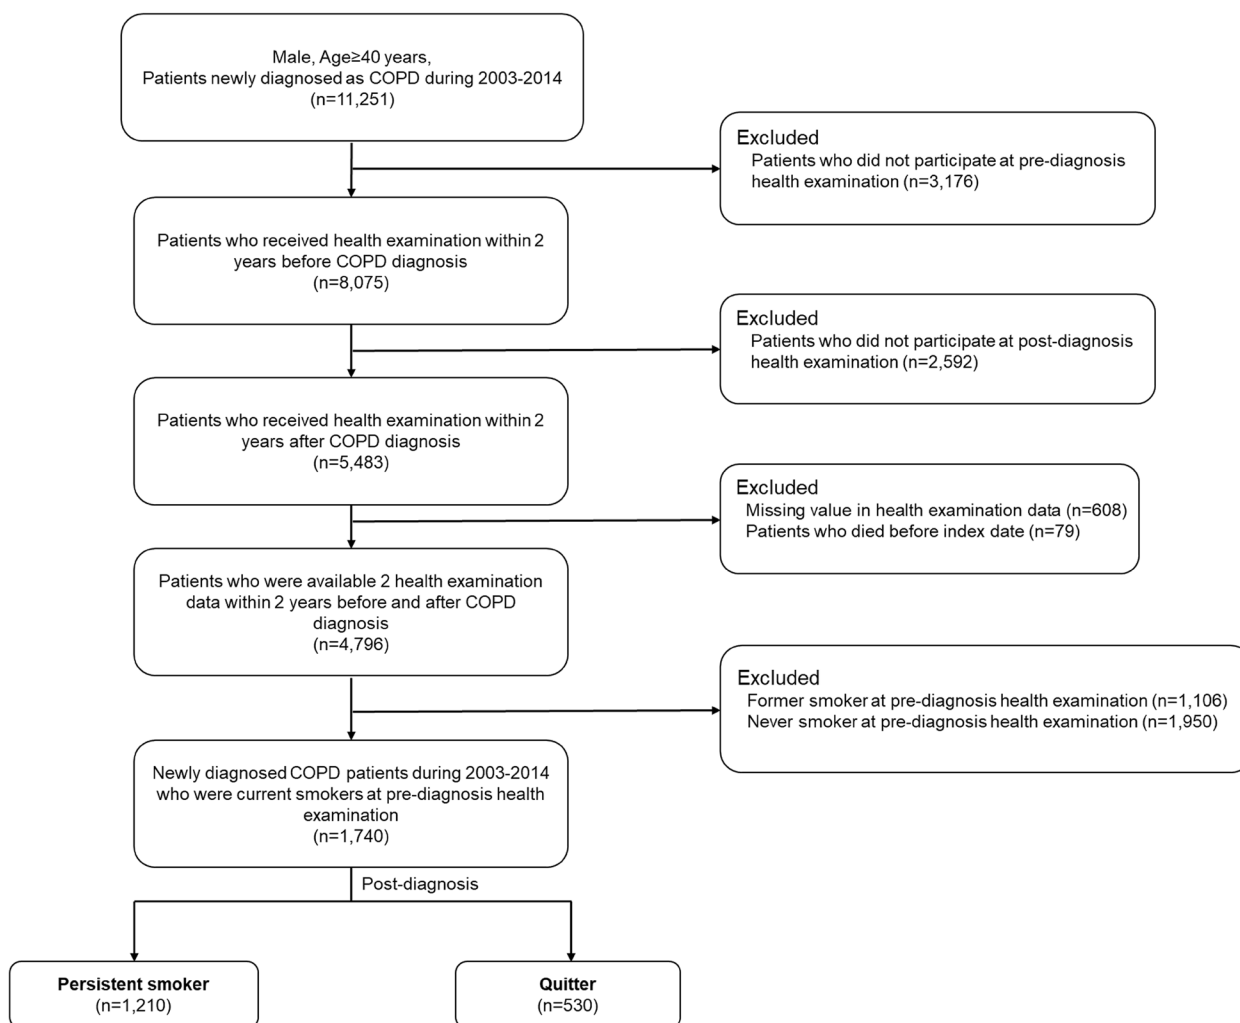 Male, Age≥40 years,
Patients newly diagnosed as COPD during 2003-2014
(n=11,251)
Excluded
Patients who did not participate at pre-diagnosis
health examination (n=3,176)
Patients who received health examination within 2
years before COPD diagnosis
(n=8,075)
Excluded
Patients who did not participate at post-diagnosis
health examination (n=2,592)
Patients who received health examination within 2
years after COPD diagnosis
(n=5,483)
Excluded
Missing value in health examination data (n=608)
Patients who died before index date (n=79)
Patients who were available 2 health examination
data within 2 years before and after COPD
diagnosis
(n=4,796)
Excluded
Former smoker at pre-diagnosis health examination (n=1,106)
Never smoker at pre-diagnosis health examination (n=1,950)
Newly diagnosed COPD patients during 2003-2014
who were current smokers at pre-diagnosis health
examination
(n=1,740)
Post-diagnosis
Persistent smoker
(n=1,210)
Quitter
(n=530)